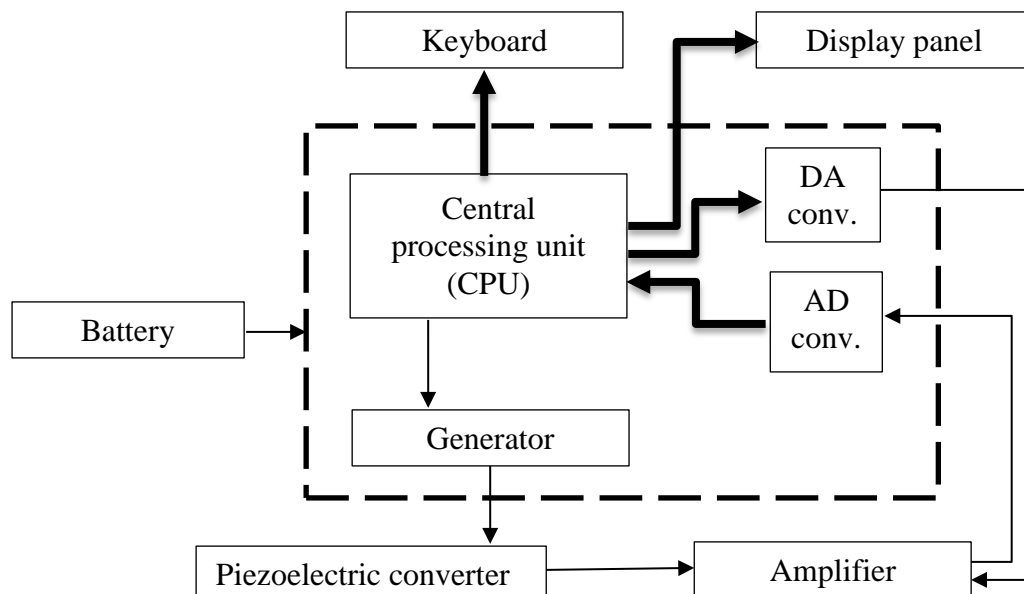 Keyboard
Display panel
DA
conv.
Central
processing unit
(CPU)
AD
conv.
Battery
Generator
Piezoelectric converter
Amplifier